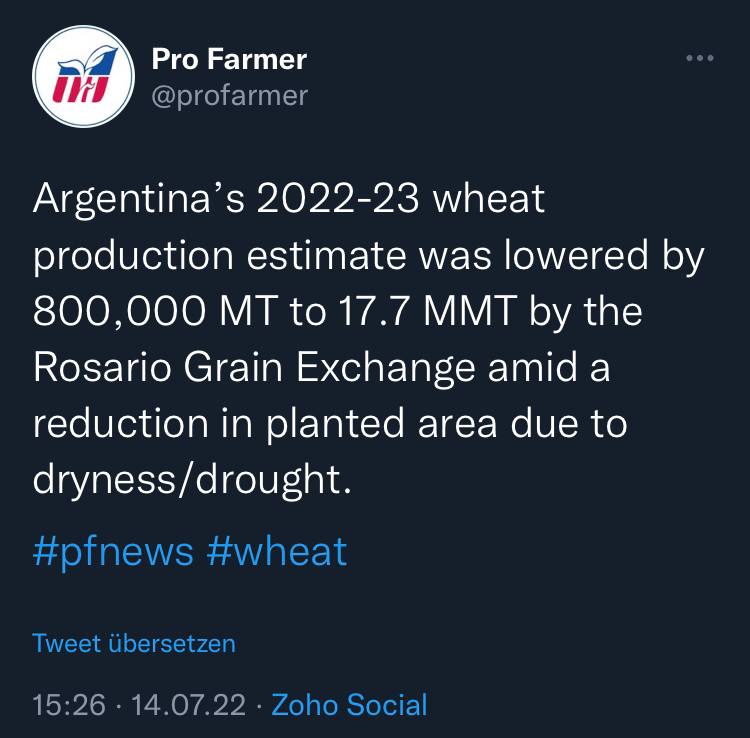 Pro Farmer
@profarmer
Argentina’s 2022-23 wheat
production estimate was lowered by
800,000 MT to 17.7 MMT by the
Rosario Grain Exchange amid a
reduction in planted area due to
dryness/drought.
#pfnews #wheat
Tweet übersetzen
15:26 · 14.07.22 · Zoho Social